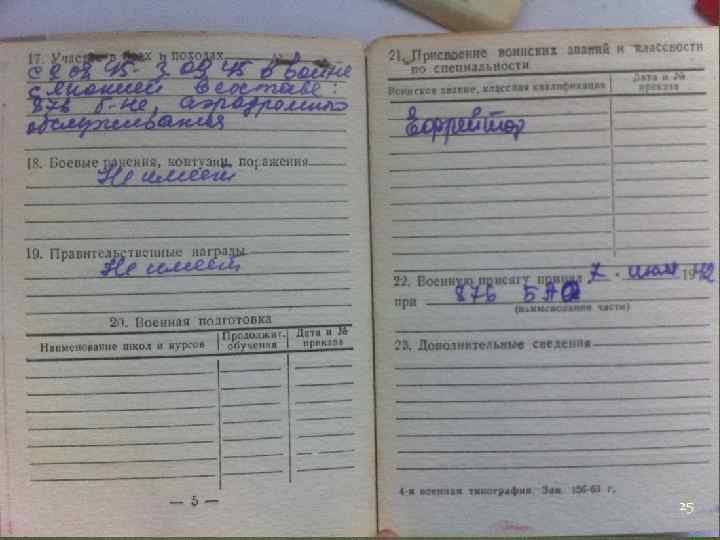 17. Участие в боях и походах
с 9.08.45-3.09.45 в войне
с Японией в составе:
876 б-не, аэродромного
обслуживания
18. Боевые ранения, контузии, поражения
Не имеет
19. Правительственные награды
Не имеет
20. Военная подготовка
Наименование школ и курсов
Продолжит. обучения
Дата и № приказа
— 5 —
21. Присвоение воинских званий и классности
по специальности
Воинское звание, классная квалификация
Дата и №
приказа
Ефрейтор
22. Военную присягу принял 7 • июля 1942
при 876 БАО
(наименование части)
23. Дополнительные сведения
4-я военная типография. Зак. 156-63 г.
25